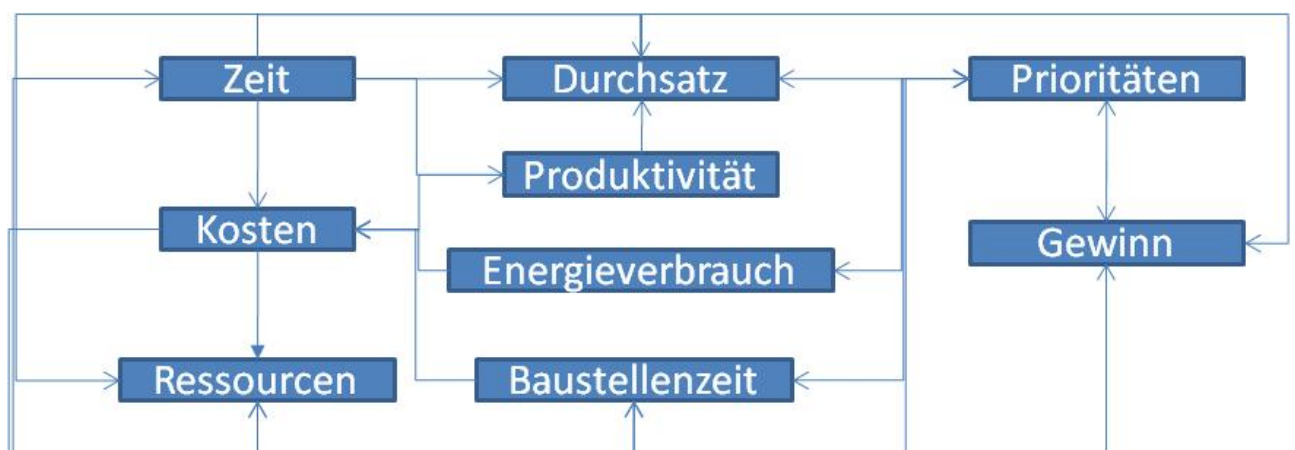 Zeit
Durchsatz
Prioritäten
Produktivität
Kosten
Gewinn
Energieverbrauch
Ressourcen
Baustellenzeit